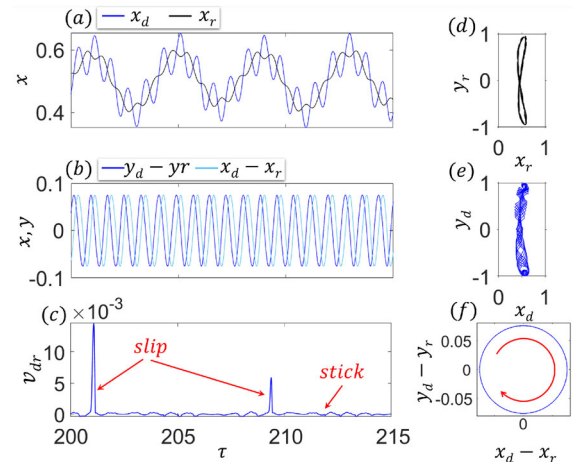 (a) x_d x_r
0.6
0.4
x
(b) y_d − yr x_d − x_r
0.1
0
-0.1
x, y
(c) × 10^-3
15
10
5
0
v_dr
slip
stick
200 205 210 215
τ
(d)
1
0
-1
y_r
0 1
x_r
(e)
1
0
-1
y_d
0 1
x_d
(f)
0.05
0
-0.05
y_d − y_r
0
x_d − x_r